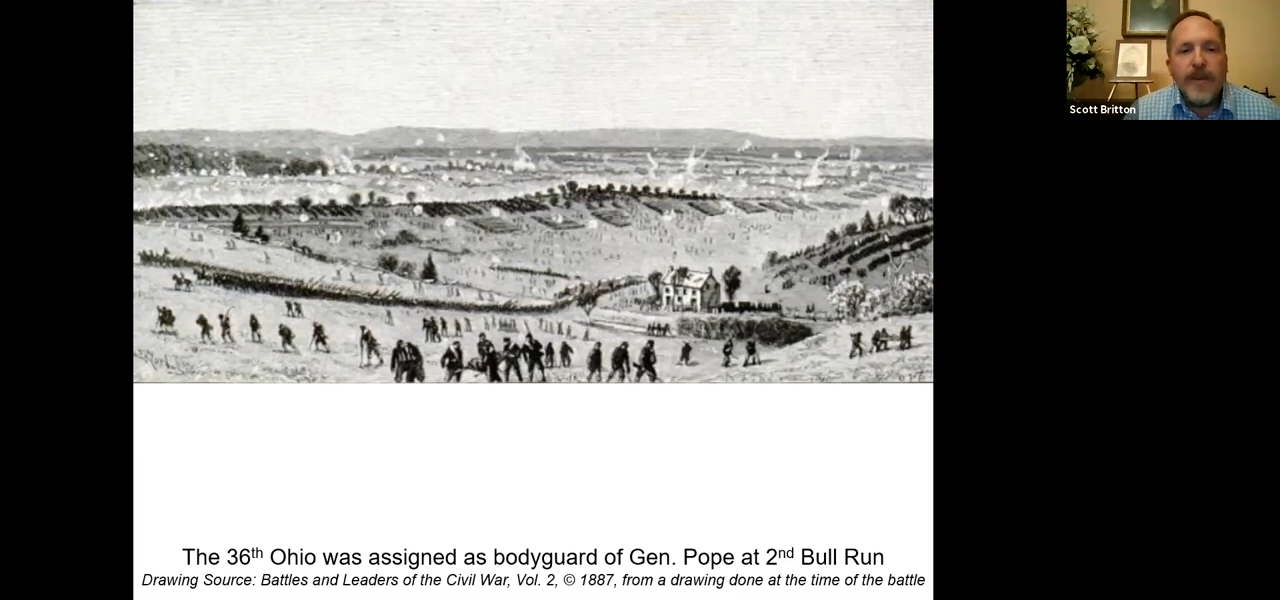 Scott Britton
The 36th Ohio was assigned as bodyguard of Gen. Pope at 2nd Bull Run
Drawing Source: Battles and Leaders of the Civil War, Vol. 2, © 1887, from a drawing done at the time of the battle